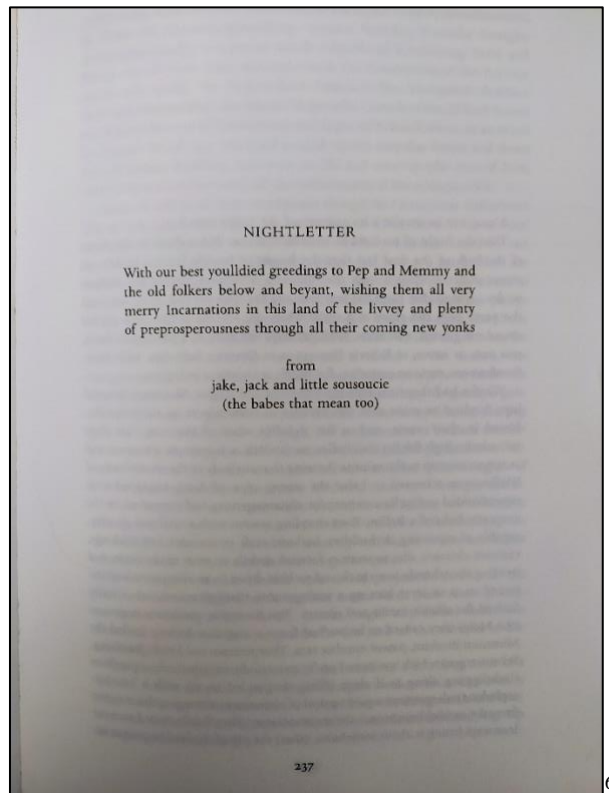 NIGHTLETTER
With our best youlldied greedings to Pep and Memmy and
the old folkers below and beyant, wishing them all very
merry Incarnations in this land of the livvey and plenty
of preprosperousness through all their coming new yonks
from
jake, jack and little sousoucie
(the babes that mean too)
237
6